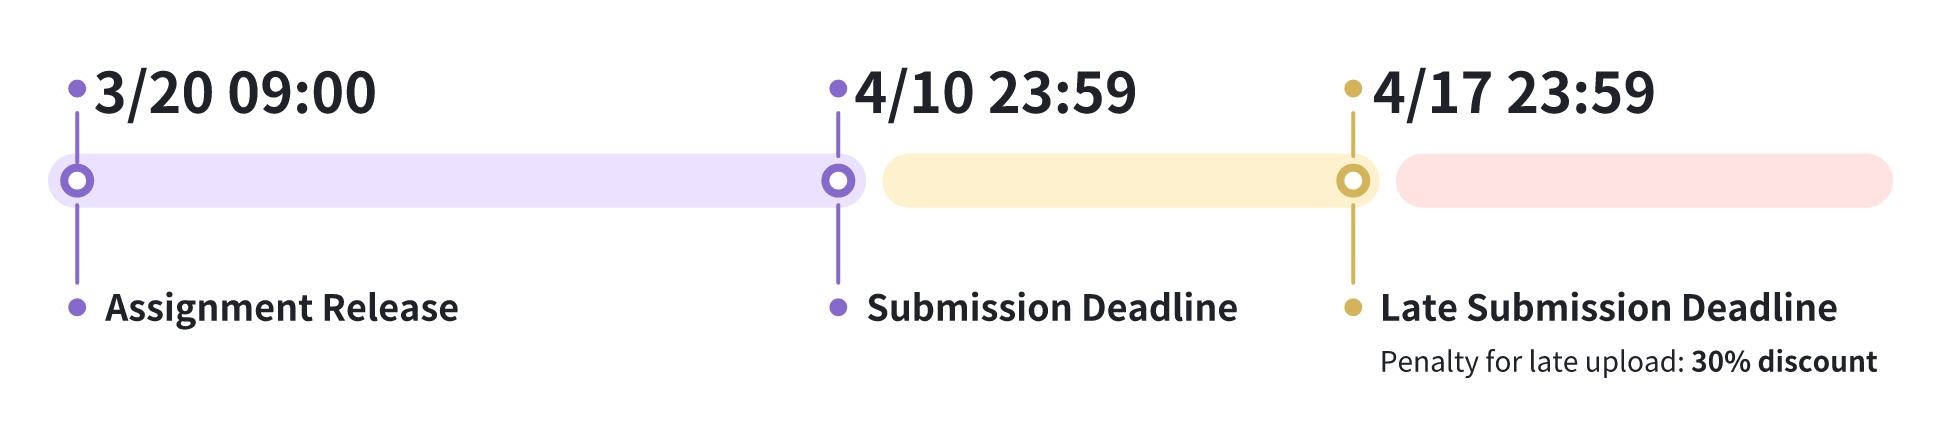 3/20 09:00
4/10 23:59
4/17 23:59
Assignment Release
Submission Deadline
Late Submission Deadline
Penalty for late upload: 30% discount